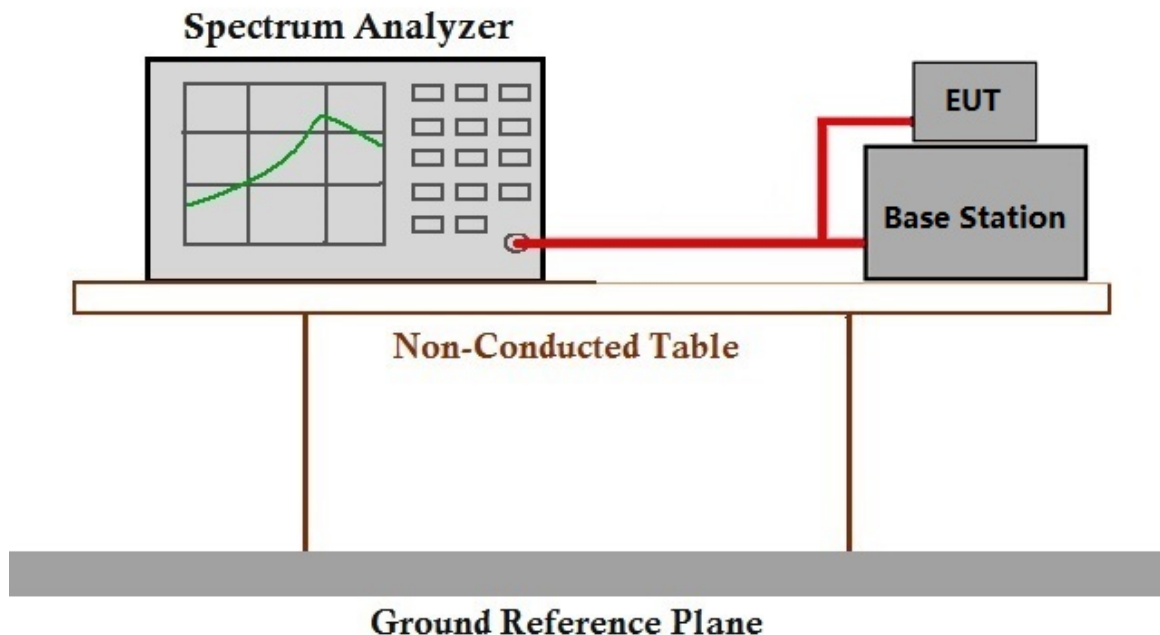 Spectrum Analyzer
EUT
Base Station
Non-Conducted Table
Ground Reference Plane